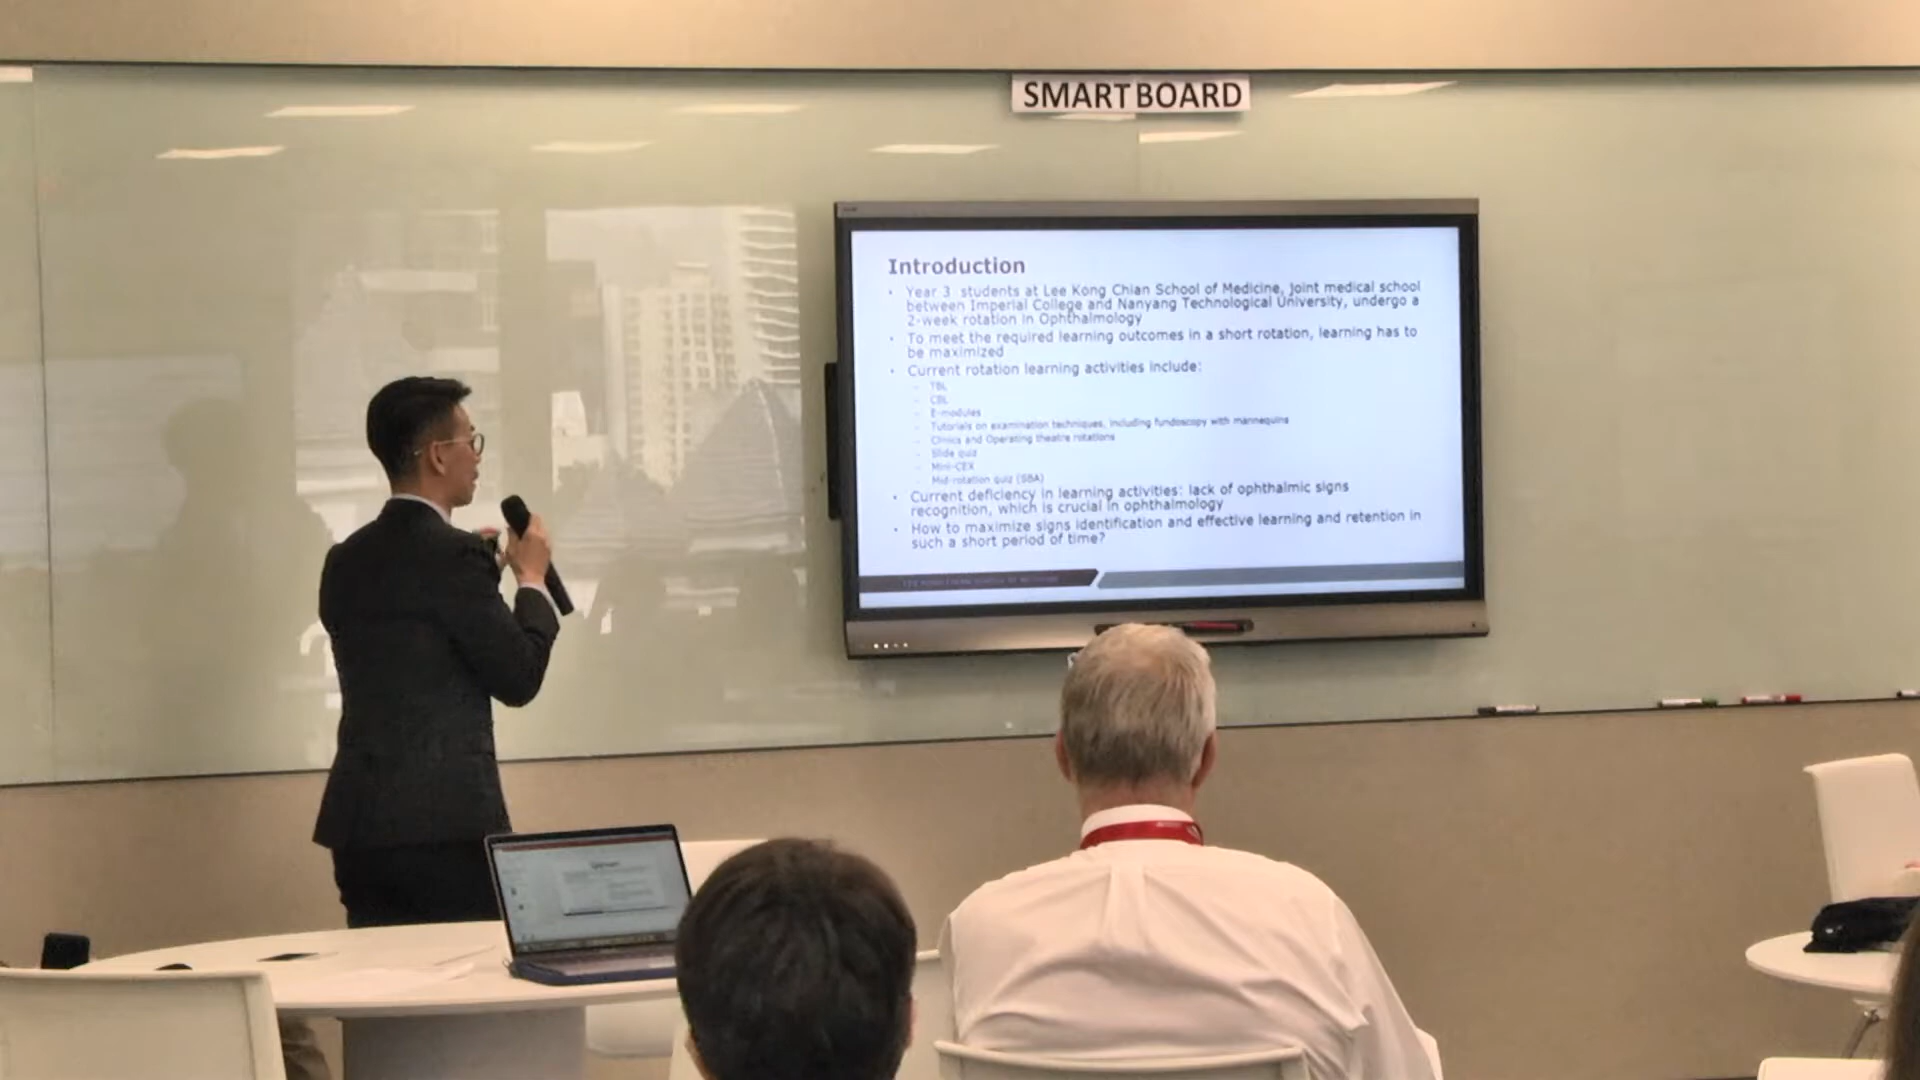 SMART BOARD
Introduction
• Year 3 students at Lee Kong Chian School of Medicine, joint medical school
between Imperial College and Nanyang Technological University, undergo a
2-week rotation in Ophthalmology
• To meet the required learning outcomes in a short rotation, learning has to
be maximized
• Current rotation learning activities include:
- TBL
- CBL
- E-modules
- Tutorials on examination techniques, including fundoscopy with mannequins
- Clinics and Operating theatre rotations
- Slide quiz
- Mini-CEX
- Mid-rotation quiz (SBA)
• Current deficiency in learning activities: lack of ophthalmic signs
recognition, which is crucial in ophthalmology
• How to maximize signs identification and effective learning and retention in
such a short period of time?